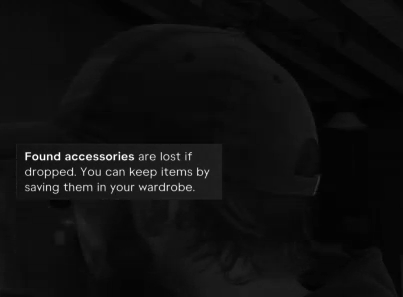 Found accessories are lost if
dropped. You can keep items by
saving them in your wardrobe.